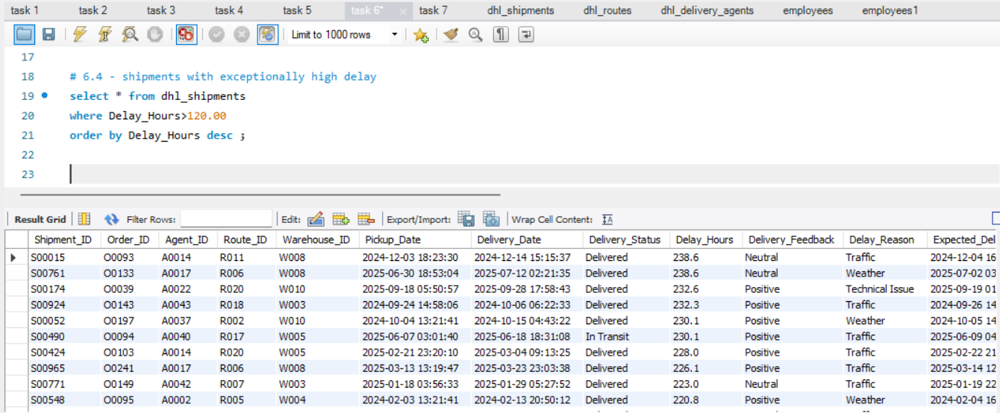 task 1 task 2 task 3 task 4 task 5 task 6* task 7 dhl_shipments dhl_routes dhl_delivery_agents employees employees1
Limit to 1000 rows
17
18 # 6.4 - shipments with exceptionally high delay
19 select * from dhl_shipments
20 where Delay_Hours>120.00
21 order by Delay_Hours desc ;
22
23
Result Grid Filter Rows: Edit: Export/Import: Wrap Cell Content:
Shipment_ID Order_ID Agent_ID Route_ID Warehouse_ID Pickup_Date Delivery_Date Delivery_Status Delay_Hours Delivery_Feedback Delay_Reason Expected_Del
S00015 O0093 A0014 R011 W008 2024-12-03 18:23:30 2024-12-14 15:15:37 Delivered 238.6 Neutral Traffic 2024-12-04 16
S00761 O0133 A0017 R006 W008 2025-06-30 18:53:04 2025-07-12 02:21:35 Delivered 238.6 Neutral Weather 2025-07-02 03
S00174 O0039 A0022 R020 W010 2025-09-18 05:50:57 2025-09-28 17:58:43 Delivered 232.6 Positive Technical Issue 2025-09-19 01
S00924 O0143 A0043 R018 W003 2024-09-24 14:58:06 2024-10-06 06:22:33 Delivered 232.3 Positive Traffic 2024-09-26 14
S00052 O0197 A0037 R002 W010 2024-10-04 13:21:41 2024-10-15 04:43:22 Delivered 230.1 Positive Weather 2024-10-05 14
S00490 O0094 A0040 R017 W005 2025-06-07 03:01:40 2025-06-18 18:31:08 In Transit 230.1 Positive Traffic 2025-06-09 04
S00424 O0103 A0014 R020 W005 2025-02-21 23:20:10 2025-03-04 09:13:25 Delivered 228.0 Positive Traffic 2025-02-22 21
S00965 O0241 A0017 R006 W008 2025-03-13 13:19:47 2025-03-23 23:03:38 Delivered 226.1 Positive Traffic 2025-03-14 12
S00771 O0149 A0042 R007 W003 2025-01-18 03:56:33 2025-01-29 05:27:52 Delivered 223.0 Neutral Traffic 2025-01-19 22
S00548 O0095 A0002 R005 W004 2024-02-03 13:21:41 2024-02-13 20:50:12 Delivered 220.8 Positive Weather 2024-02-04 16